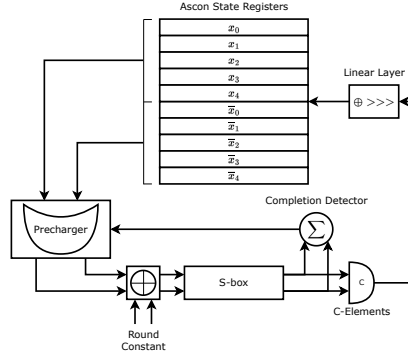 Ascon State Registers
x₀
x₁
x₂
x₃
x₄
x̅₀
x̅₁
x̅₂
x̅₃
x̅₄
Linear Layer
⊕ >>>
Precharger
Completion Detector
Σ
S-box
C
C-Elements
Round
Constant